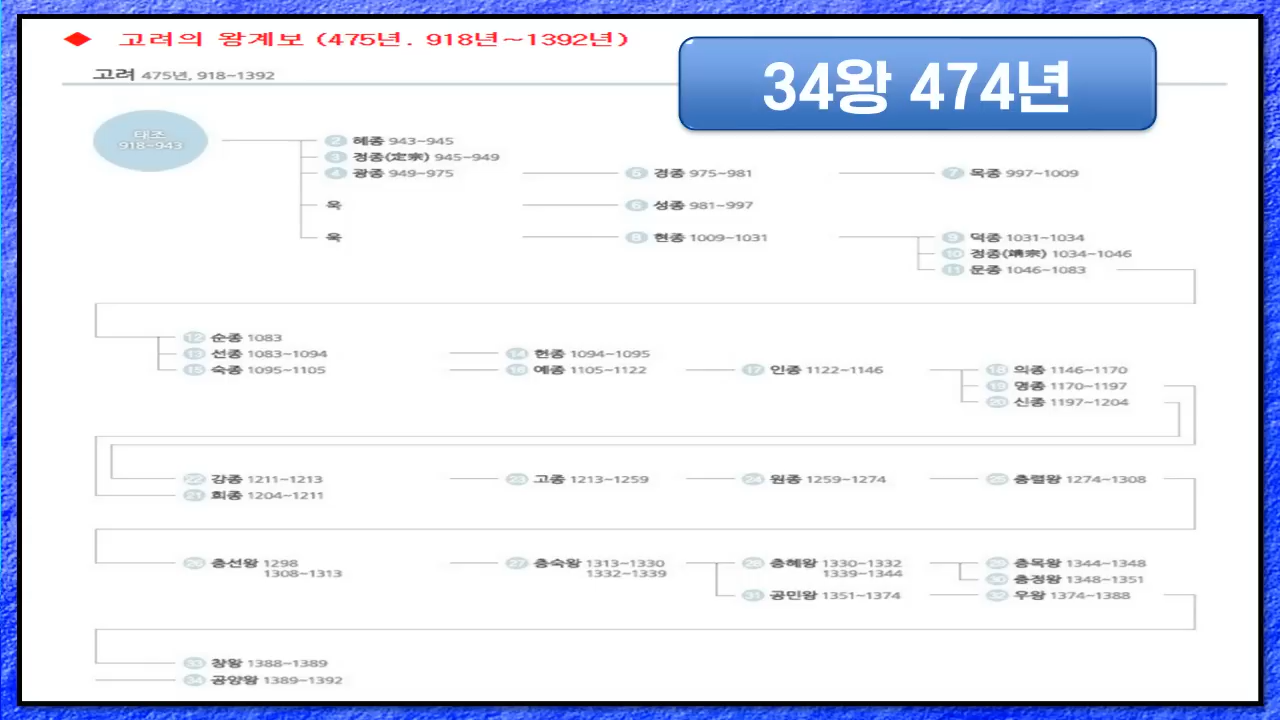 ◆ 고려의 왕계보 (475년. 918년~1392년)
34왕 474년
고려 475년, 918~1392
태조
918~943
2 혜종 943~945
3 정종(定宗) 945~949
4 광종 949~975
5 경종 975~981
7 목종 997~1009
욱
6 성종 981~997
욱
8 현종 1009~1031
9 덕종 1031~1034
10 정종(靖宗) 1034~1046
11 문종 1046~1083
12 순종 1083
13 선종 1083~1094
14 헌종 1094~1095
15 숙종 1095~1105
16 예종 1105~1122
17 인종 1122~1146
18 의종 1146~1170
19 명종 1170~1197
20 신종 1197~1204
22 강종 1211~1213
23 고종 1213~1259
24 원종 1259~1274
25 충렬왕 1274~1308
21 희종 1204~1211
26 충선왕 1298
1308~1313
27 충숙왕 1313~1330
1332~1339
28 충혜왕 1330~1332
1339~1344
29 충목왕 1344~1348
30 충정왕 1348~1351
31 공민왕 1351~1374
32 우왕 1374~1388
33 창왕 1388~1389
34 공양왕 1389~1392